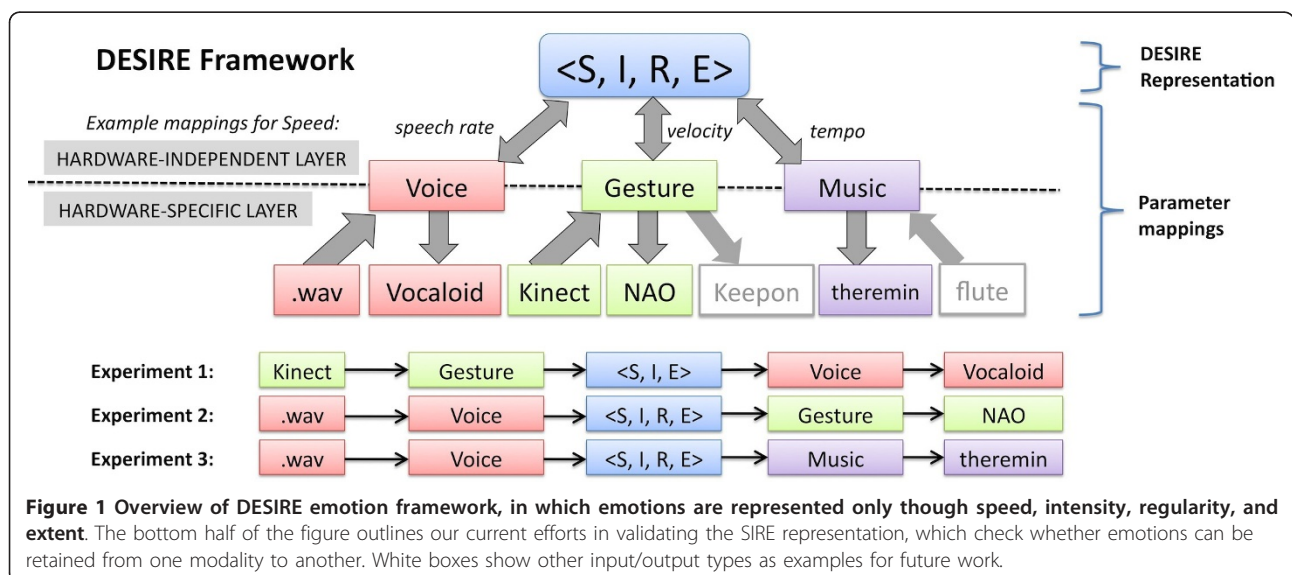 DESIRE Framework
<S, I, R, E>
DESIRE
Representation
Example mappings for Speed:
speech rate
velocity
tempo
HARDWARE-INDEPENDENT LAYER
Voice
Gesture
Music
HARDWARE-SPECIFIC LAYER
Parameter
mappings
.wav
Vocaloid
Kinect
NAO
Keepon
theremin
flute
Experiment 1: Kinect Gesture <S, I, E> Voice Vocaloid
Experiment 2: .wav Voice <S, I, R, E> Gesture NAO
Experiment 3: .wav Voice <S, I, R, E> Music theremin
Figure 1 Overview of DESIRE emotion framework, in which emotions are represented only though speed, intensity, regularity, and
extent. The bottom half of the figure outlines our current efforts in validating the SIRE representation, which check whether emotions can be
retained from one modality to another. White boxes show other input/output types as examples for future work.